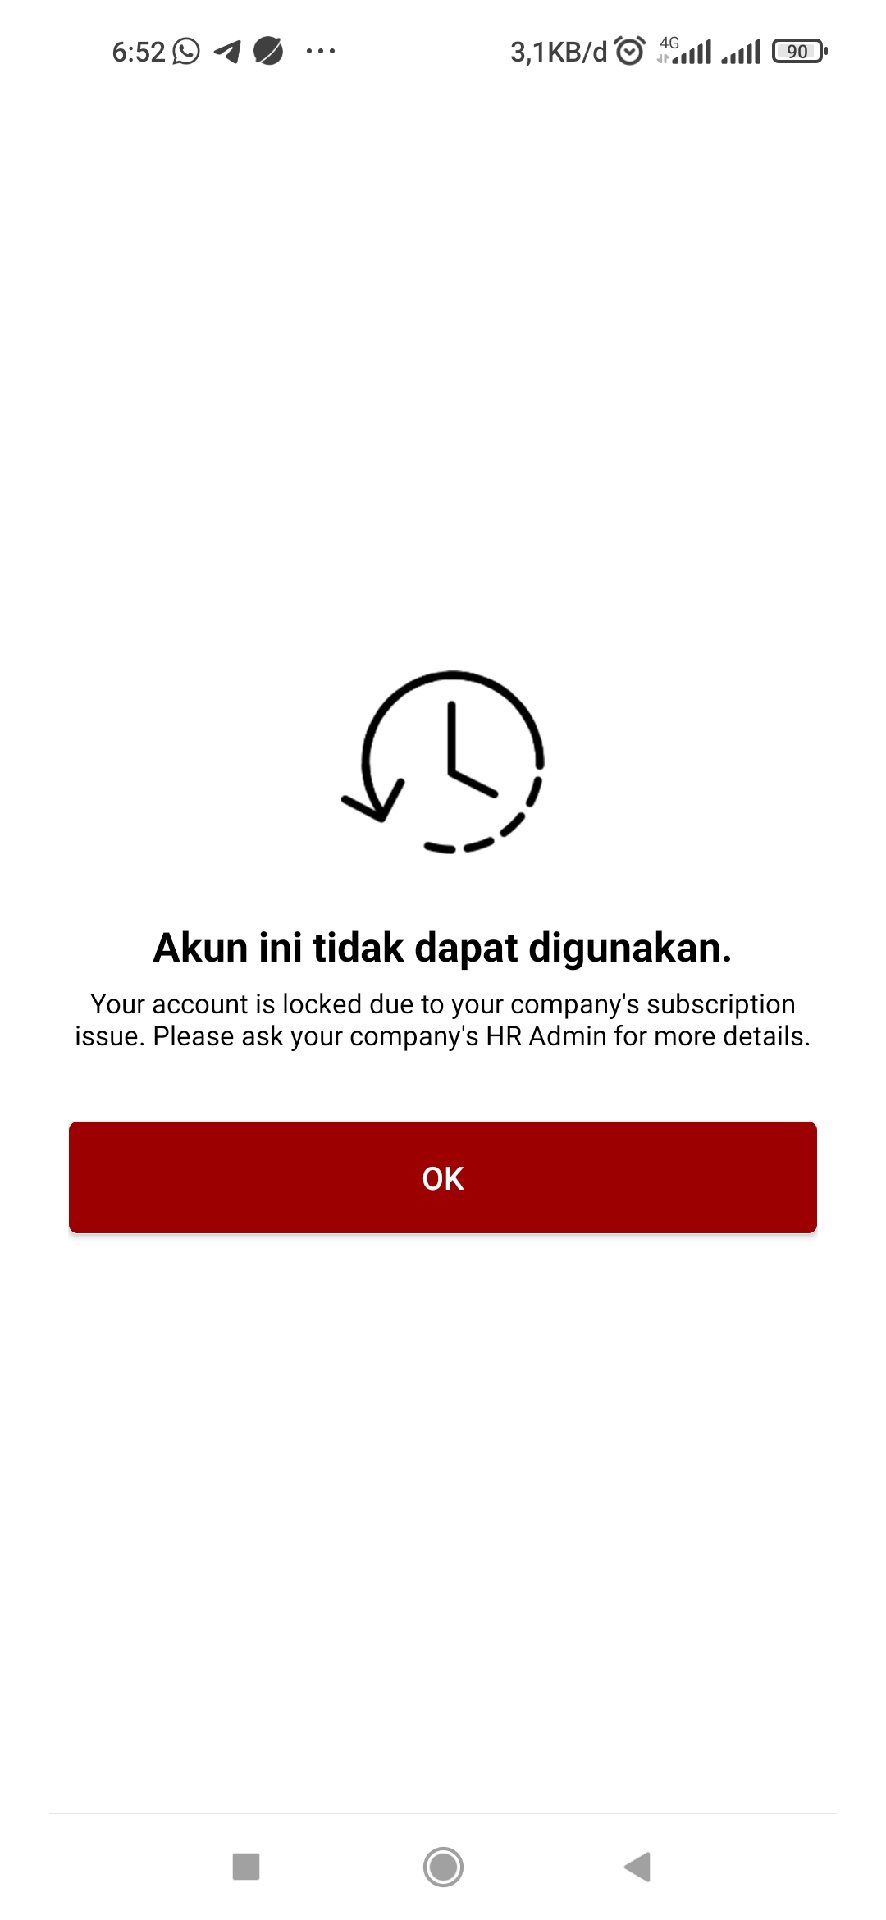 6:52 3,1KB/d 4G 90
Akun ini tidak dapat digunakan.
Your account is locked due to your company's subscription
issue. Please ask your company's HR Admin for more details.
OK